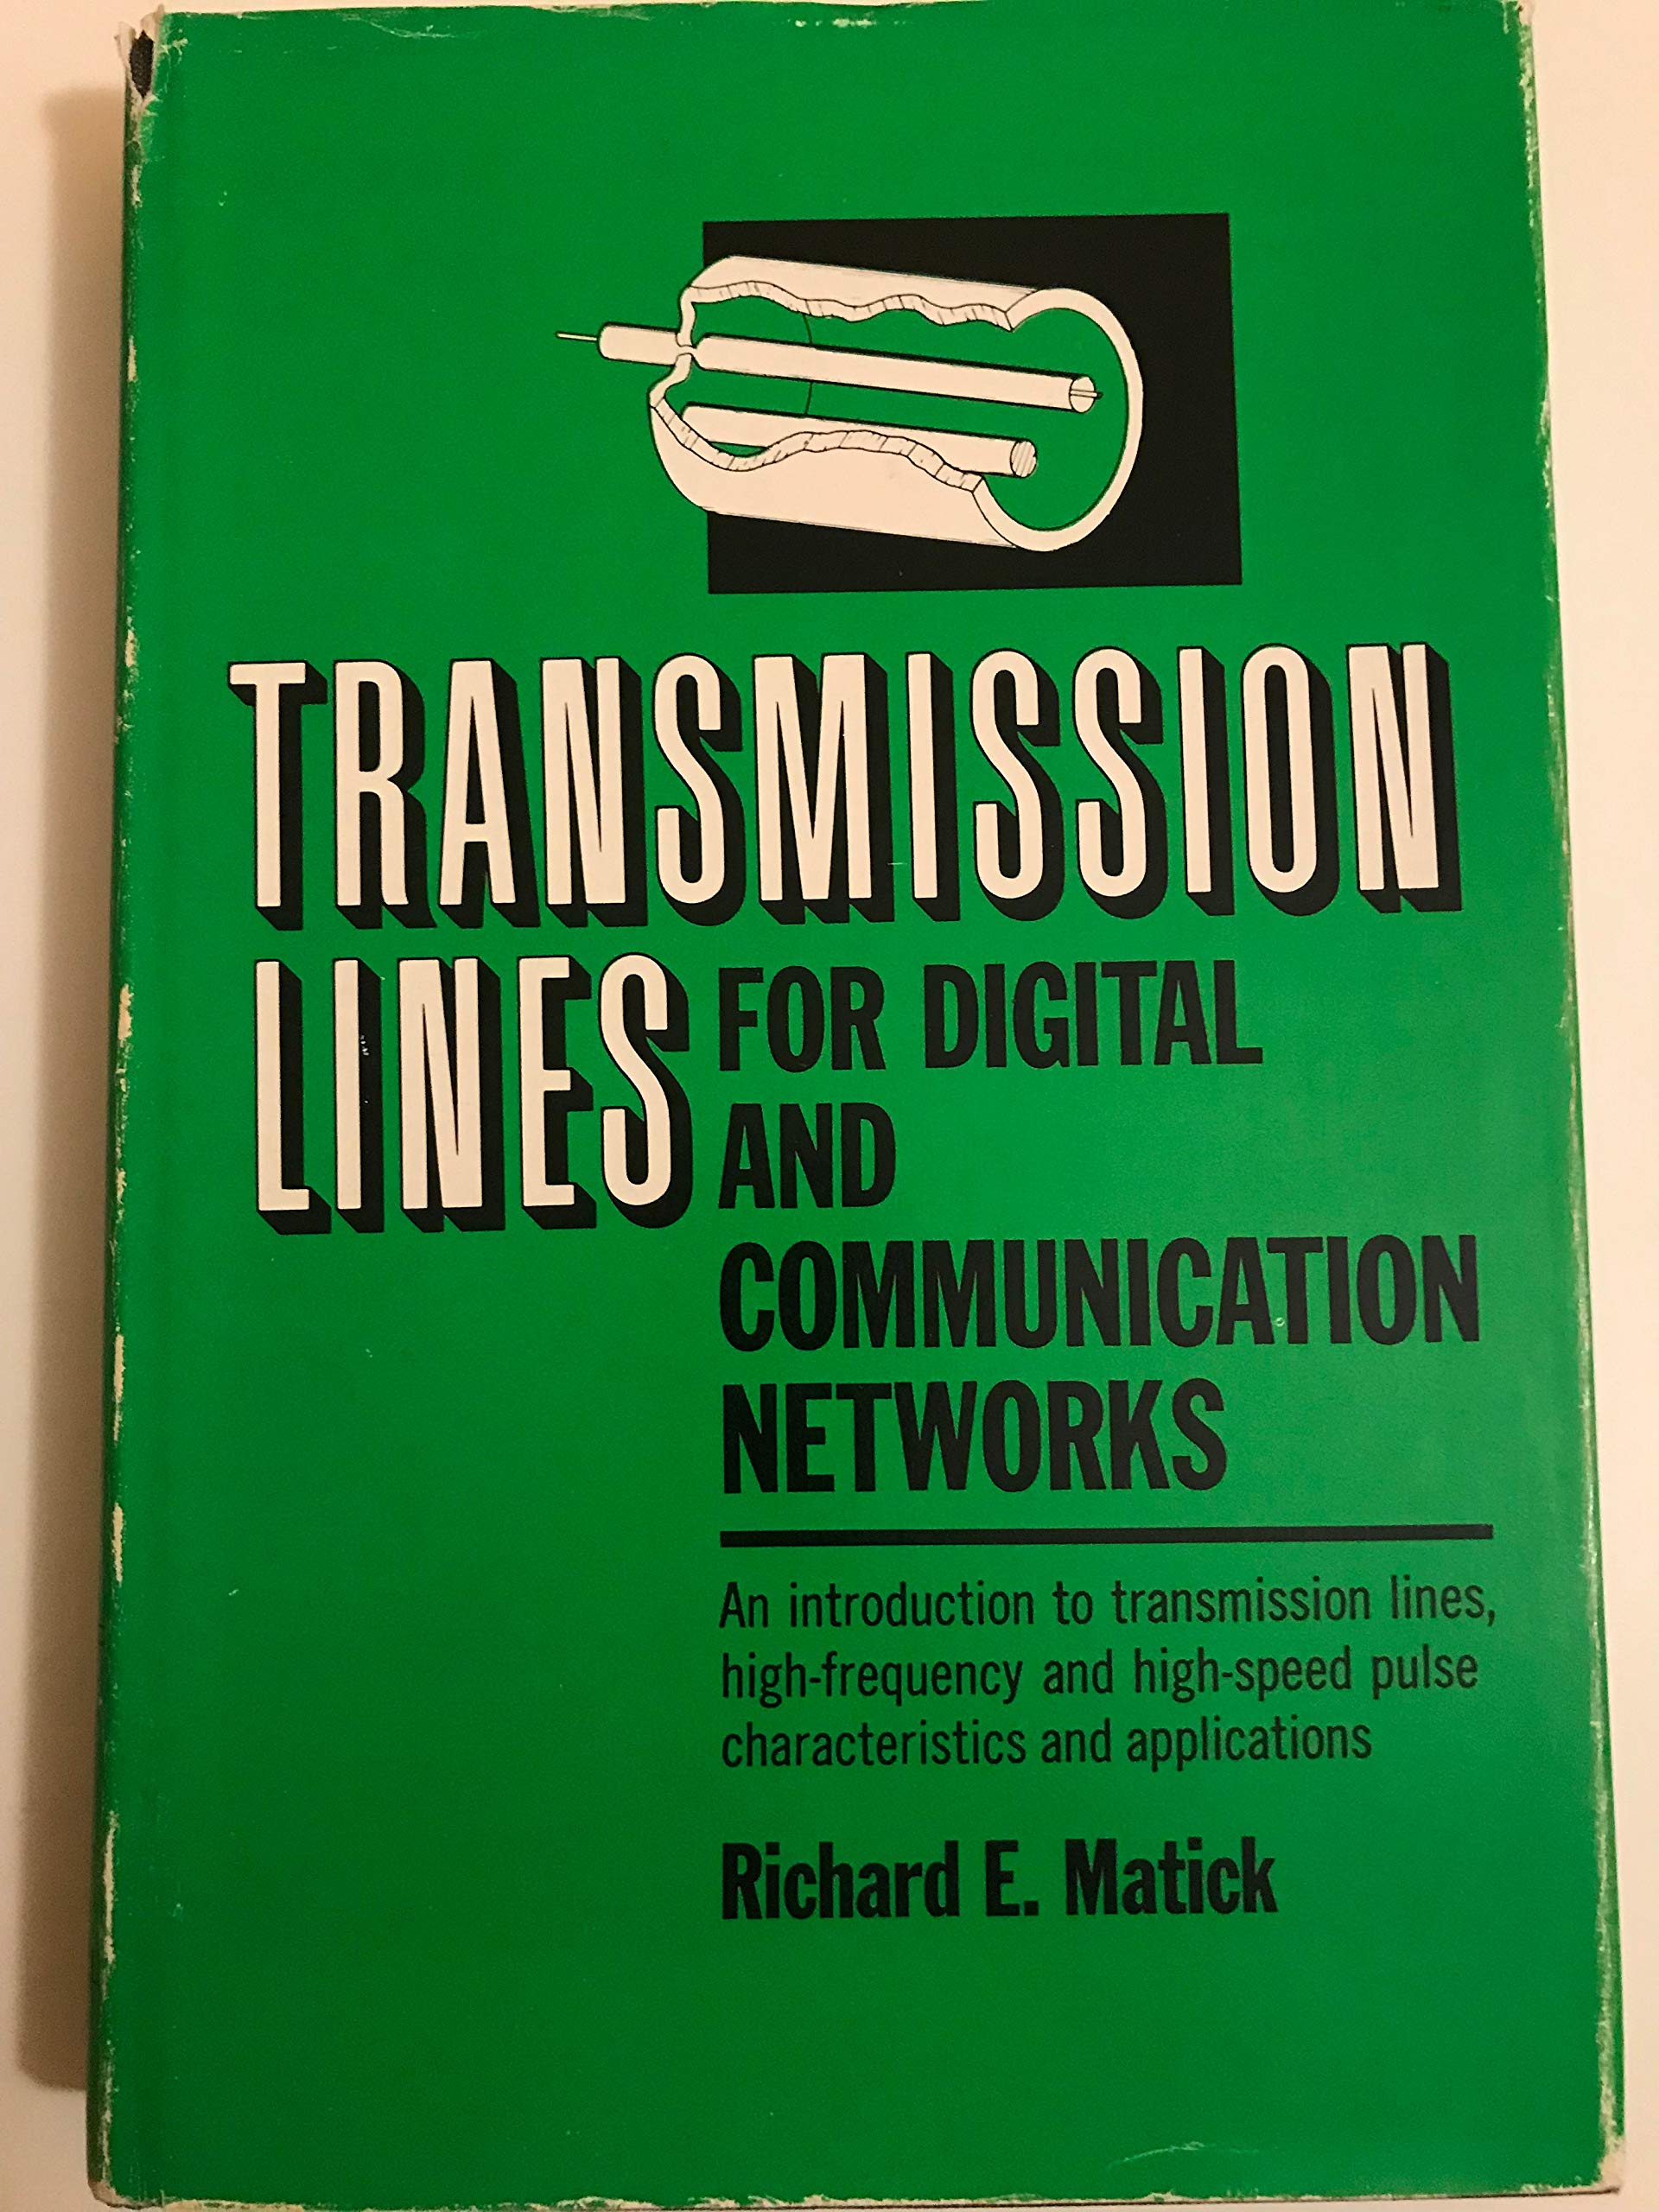 TRANSMISSION
LINES FOR DIGITAL
AND
COMMUNICATION
NETWORKS
An introduction to transmission lines,
high-frequency and high-speed pulse
characteristics and applications
Richard E. Matick